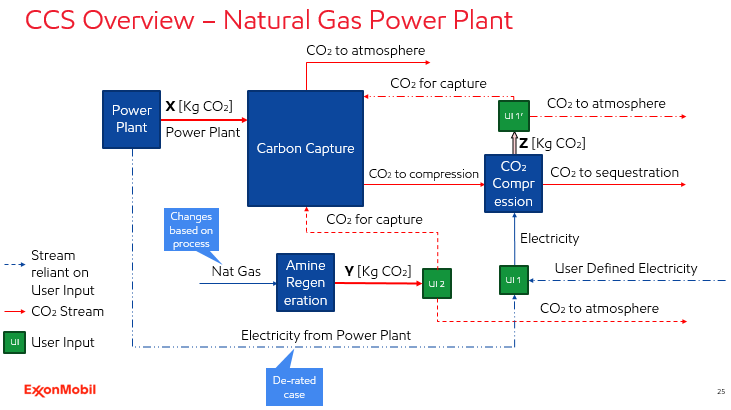 CCS Overview – Natural Gas Power Plant
CO₂ to atmosphere
CO₂ for capture
X [Kg CO₂]
Power
Plant
Power Plant
Carbon Capture
CO₂ to atmosphere
UI 1'
Z [Kg CO₂]
CO₂ to compression
CO₂
Compr
ession
CO₂ to sequestration
Changes
based on
process
CO₂ for capture
Electricity
Stream
reliant on
User Input
Nat Gas
Amine
Regen
eration
Y [Kg CO₂]
UI 2
UI 1
User Defined Electricity
CO₂ Stream
CO₂ to atmosphere
UI
User Input
Electricity from Power Plant
De-rated
case
ExxonMobil
25